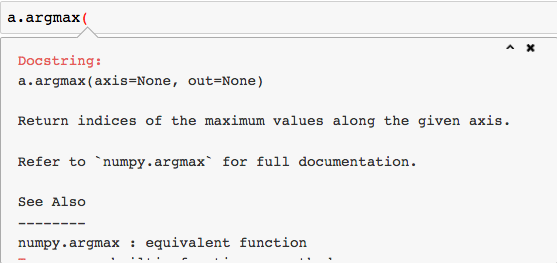 a.argmax(
Docstring:
a.argmax(axis=None, out=None)
Return indices of the maximum values along the given axis.
Refer to `numpy.argmax` for full documentation.
See Also
--------
numpy.argmax : equivalent function